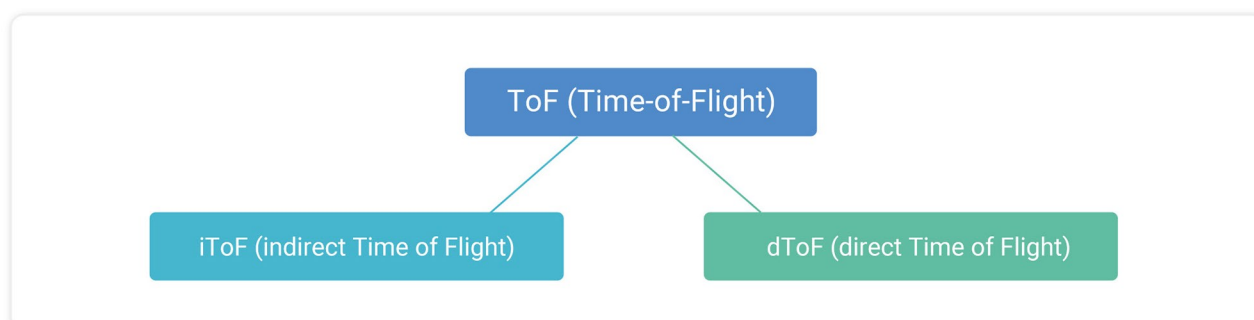 ToF (Time-of-Flight)
iToF (indirect Time of Flight)
dToF (direct Time of Flight)